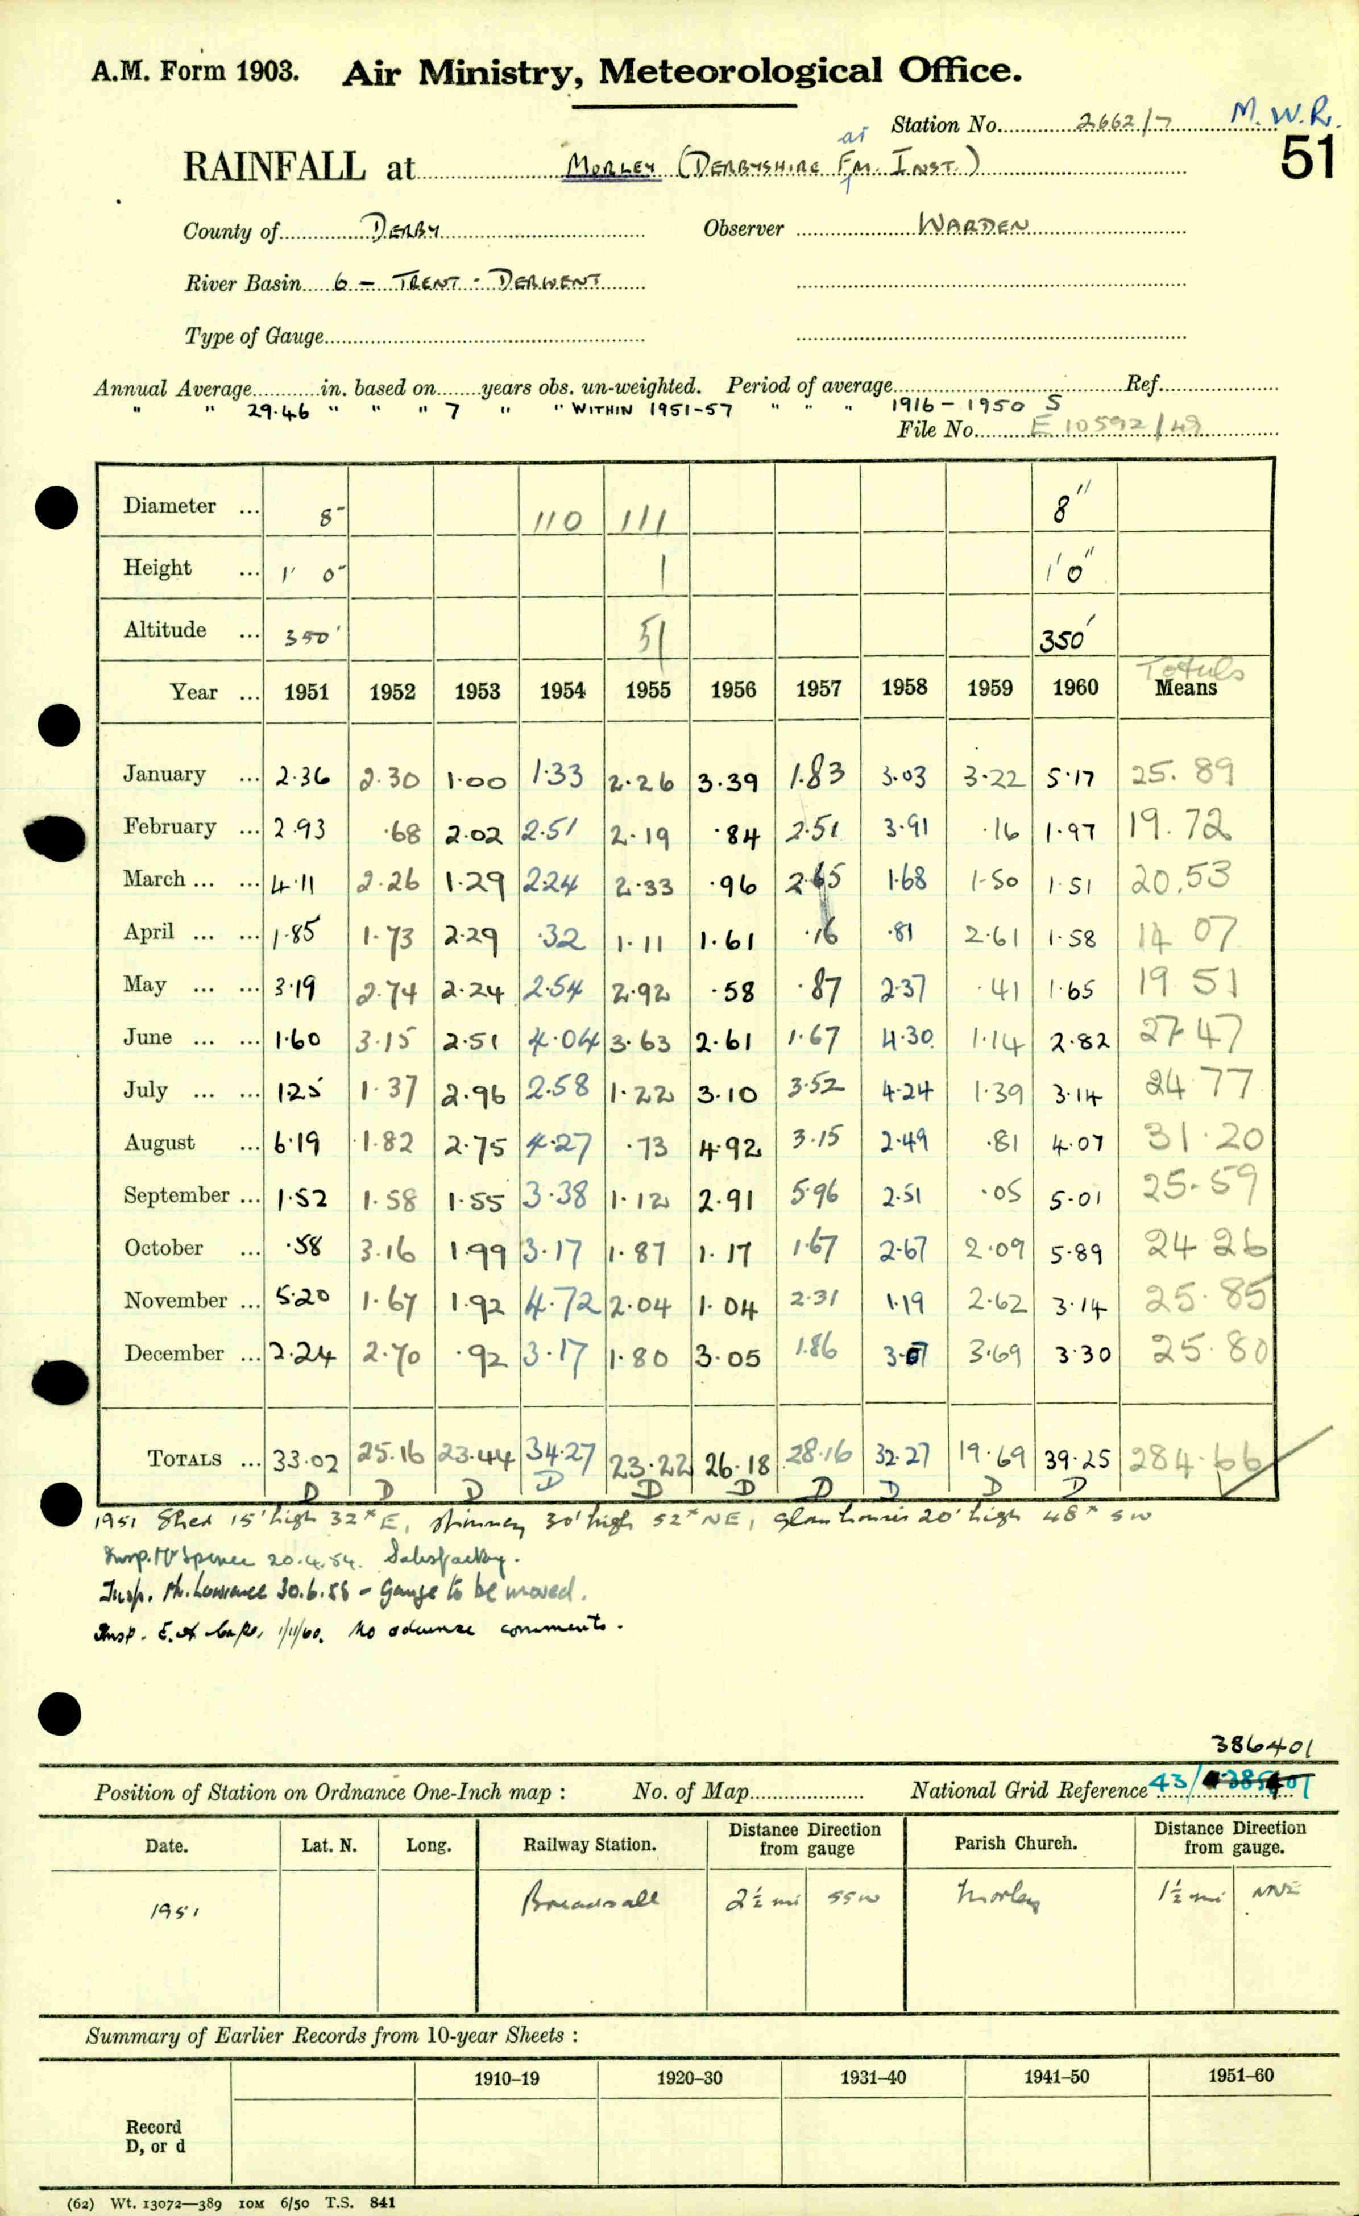 A.M. Form 1903. Air Ministry, Meteorological Office.
Station No. 2662/7 M.W.R.
51
RAINFALL at MORLEY (DERBYSHIRE FM. INST.)
County of DERBY Observer WARDEN
River Basin 6 - TRENT - DERWENT
Type of Gauge
Annual Average in. based on years obs. un-weighted. Period of average Ref.
" " 29.46 " " " 7 " " WITHIN 1951-57 " " " 1916 - 1950 S
File No. E 10592/49
Diameter ... 8" 110 111 8"
Height ... 1' 0" 1 1' 0"
Altitude ... 350' 51 350'
Totals
Year ... 1951 1952 1953 1954 1955 1956 1957 1958 1959 1960 Means
January ... 2.36 2.30 1.00 1.33 2.26 3.39 1.83 3.03 3.22 5.17 25.89
February ... 2.93 .68 2.02 2.51 2.19 .84 2.51 3.91 .16 1.97 19.72
March ... ... 4.11 2.26 1.29 2.24 2.33 .96 2.65 1.68 1.50 1.51 20.53
April ... ... 1.85 1.73 2.29 .32 1.11 1.61 .16 .81 2.61 1.58 14 07
May ... ... 3.19 2.74 2.24 2.54 2.92 .58 .87 2.37 .41 1.65 19 51
June ... ... 1.60 3.15 2.51 4.04 3.63 2.61 1.67 4.30 1.14 2.82 27 47
July ... ... 1.25 1.37 2.96 2.58 1.22 3.10 3.52 4.24 1.39 3.14 24 77
August ... 6.19 1.82 2.75 4.27 .73 4.92 3.15 2.49 .81 4.07 31.20
September ... 1.52 1.58 1.55 3.38 1.12 2.91 5.96 2.51 .05 5.01 25.59
October ... .58 3.16 1.99 3.17 1.87 1.17 1.67 2.67 2.09 5.89 24 26
November ... 5.20 1.67 1.92 4.72 2.04 1.04 2.31 1.19 2.62 3.14 25.85
December ... 2.24 2.70 .92 3.17 1.80 3.05 1.86 3.07 3.69 3.30 25.80
TOTALS ... 33.02 25.16 23.44 34.27 23.22 26.18 28.16 32.27 19.69 39.25 284.66
D D D D D D D D D D
1951 Shed 15' high 32" E, chimney 30' high 52" NE, glass houses 20' high 48" SW
Insp. Mr Spence 20.4.54. Satisfactory.
Insp. Mr. Lawrance 30.6.55 - Gauge to be moved.
Insp. E. 1/11/60. No adverse comments.
386401
Position of Station on Ordnance One-Inch map : No. of Map National Grid Reference 43/
Date. Lat. N. Long. Railway Station. Distance Direction from gauge Parish Church. Distance Direction from gauge.
1951 Breadsall 2½ mi SSW Morley 1½ mi NNE
Summary of Earlier Records from 10-year Sheets :
1910–19 1920–30 1931–40 1941–50 1951–60
Record
D, or d
(62) Wt. 13072—389 10M 6/50 T.S. 841